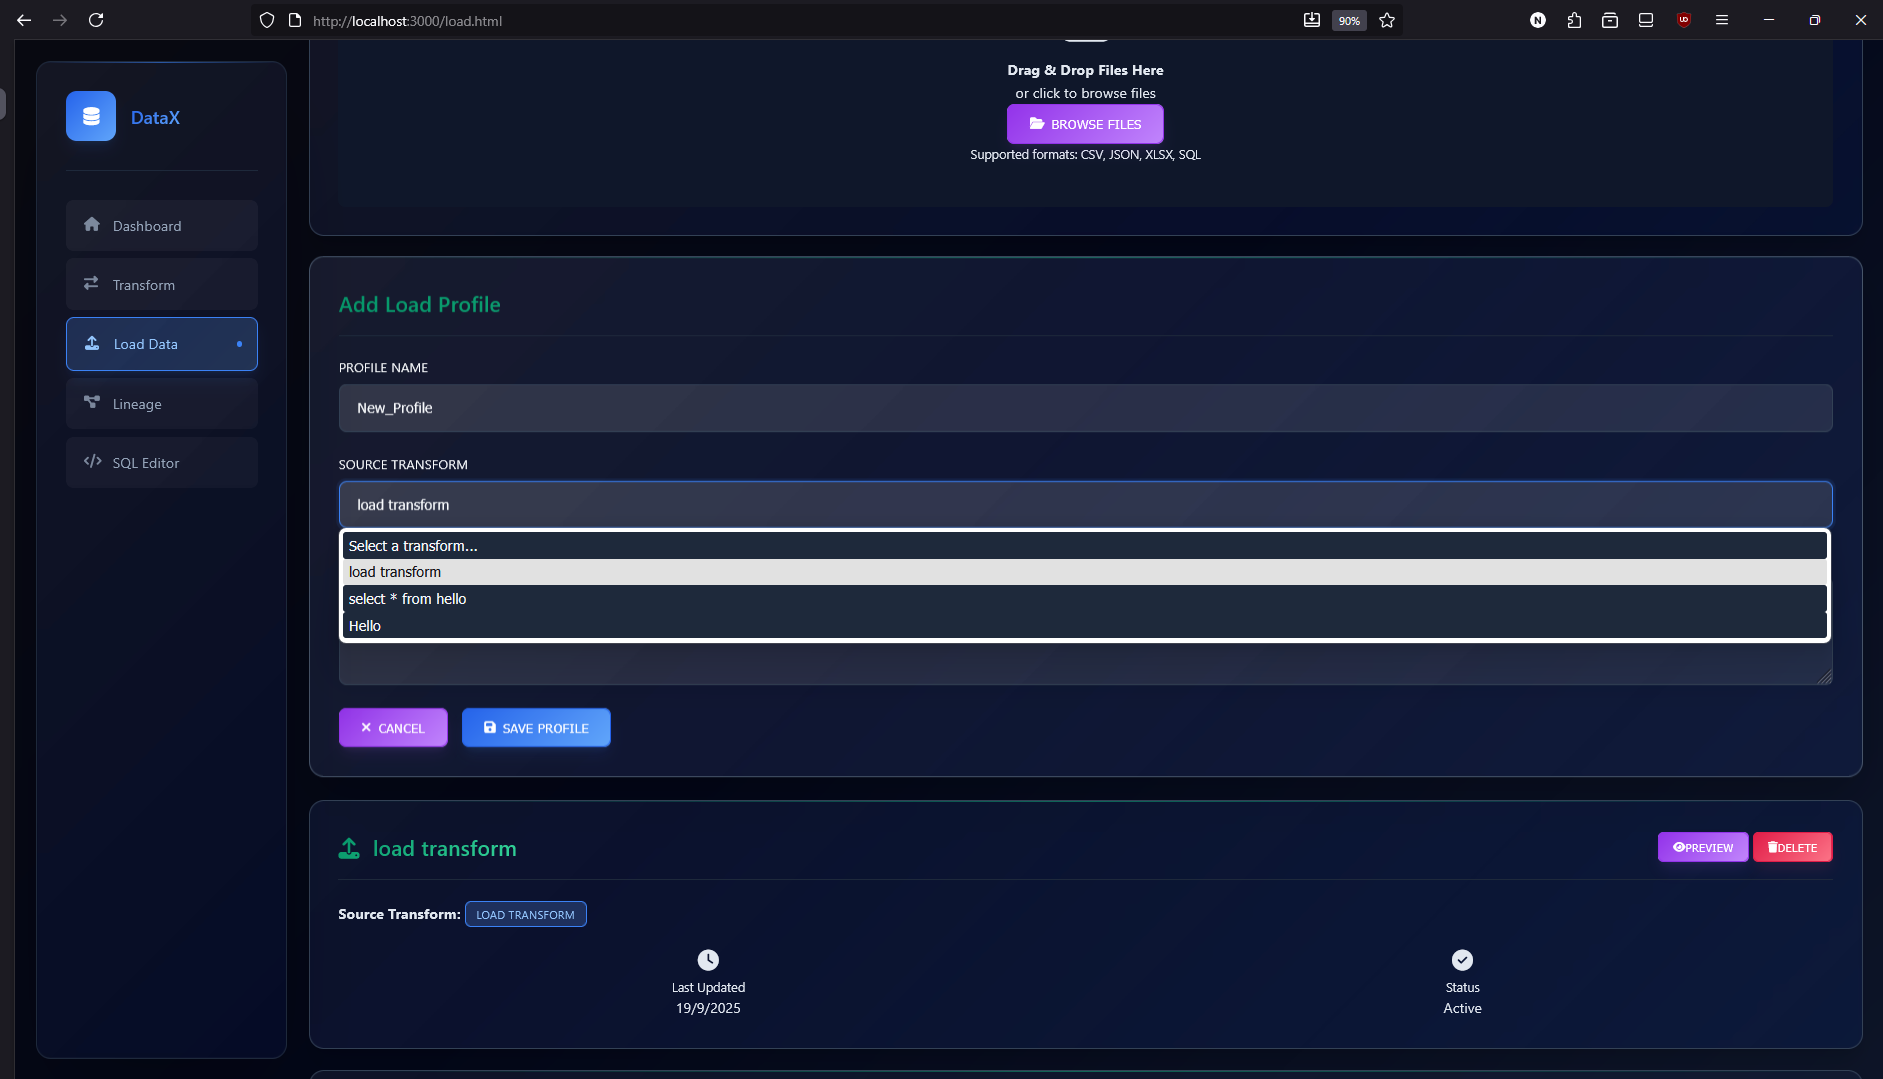 http://localhost:3000/load.html
90%
N
UD
DataX
Dashboard
Transform
Load Data
Lineage
SQL Editor
Drag & Drop Files Here
or click to browse files
BROWSE FILES
Supported formats: CSV, JSON, XLSX, SQL
Add Load Profile
PROFILE NAME
New_Profile
SOURCE TRANSFORM
load transform
Select a transform...
load transform
select * from hello
Hello
CANCEL
SAVE PROFILE
load transform
PREVIEW
DELETE
Source Transform: LOAD TRANSFORM
Last Updated
19/9/2025
Status
Active